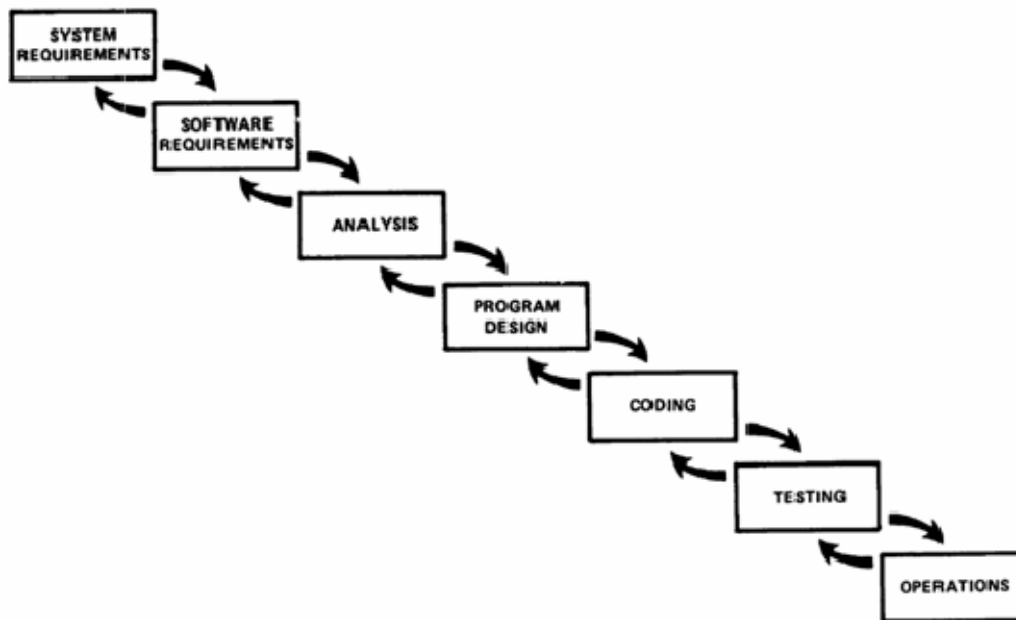 SYSTEM
REQUIREMENTS
SOFTWARE
REQUIREMENTS
ANALYSIS
PROGRAM
DESIGN
CODING
TESTING
OPERATIONS